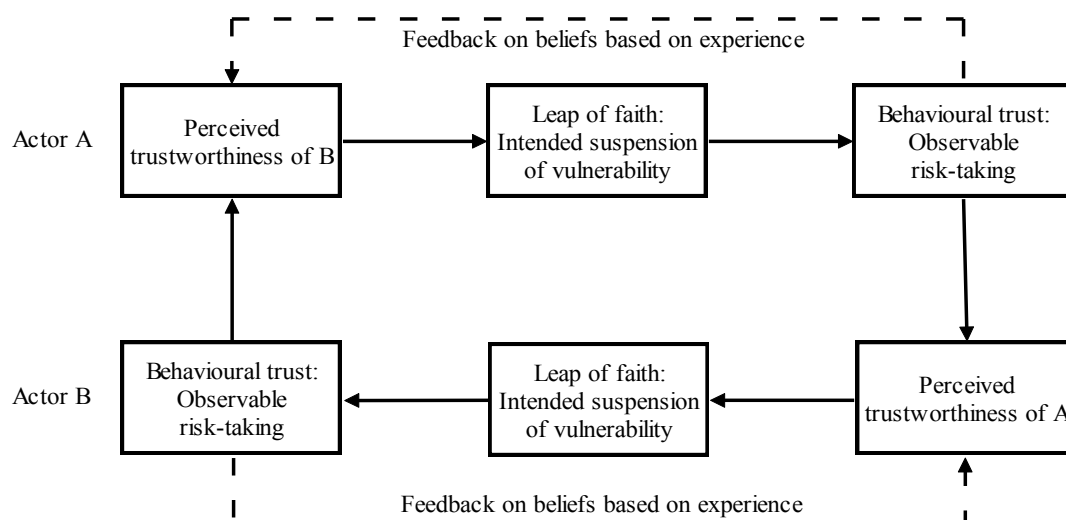 Feedback on beliefs based on experience
Actor A
Perceived
trustworthiness of B
Leap of faith:
Intended suspension
of vulnerability
Behavioural trust:
Observable
risk-taking
Actor B
Behavioural trust:
Observable
risk-taking
Leap of faith:
Intended suspension
of vulnerability
Perceived
trustworthiness of A
Feedback on beliefs based on experience